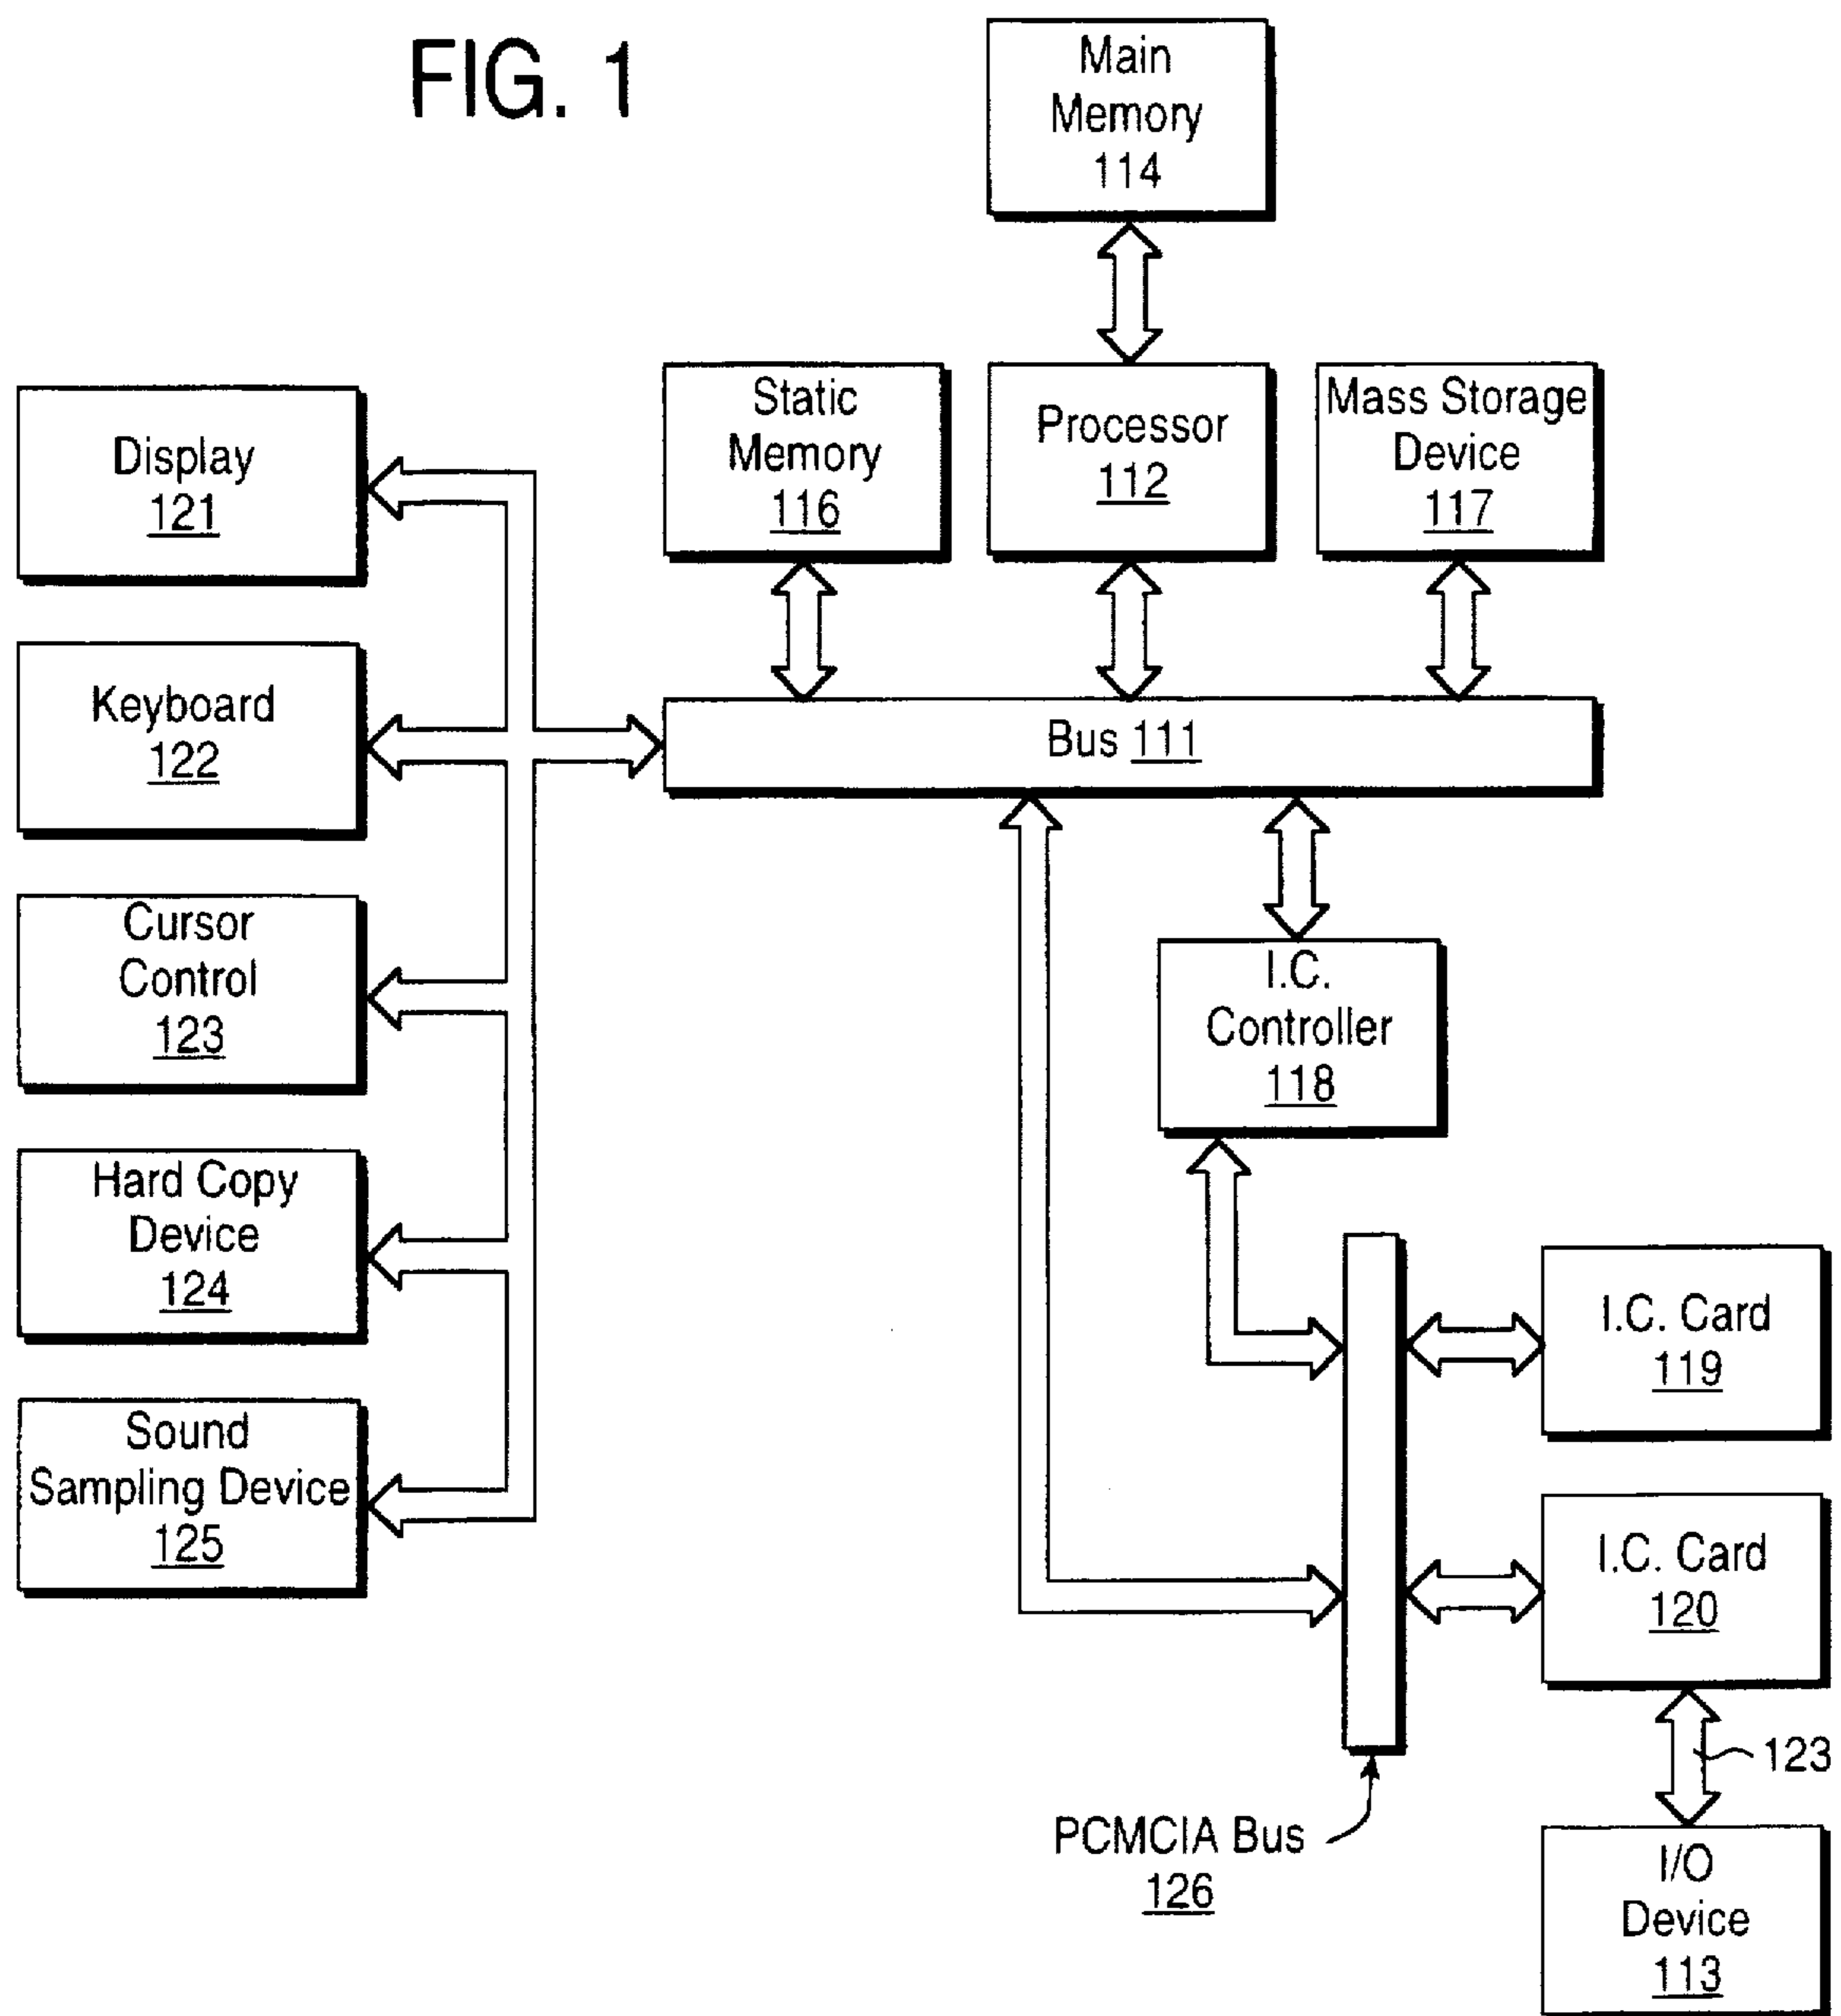 FIG. 1
Main
Memory
114
Static
Memory
116
Processor
112
Mass Storage
Device
117
Display
121
Keyboard
122
Bus 111
Cursor
Control
123
I.C.
Controller
118
Hard Copy
Device
124
I.C. Card
119
Sound
Sampling Device
125
I.C. Card
120
123
PCMCIA Bus
126
I/O
Device
113